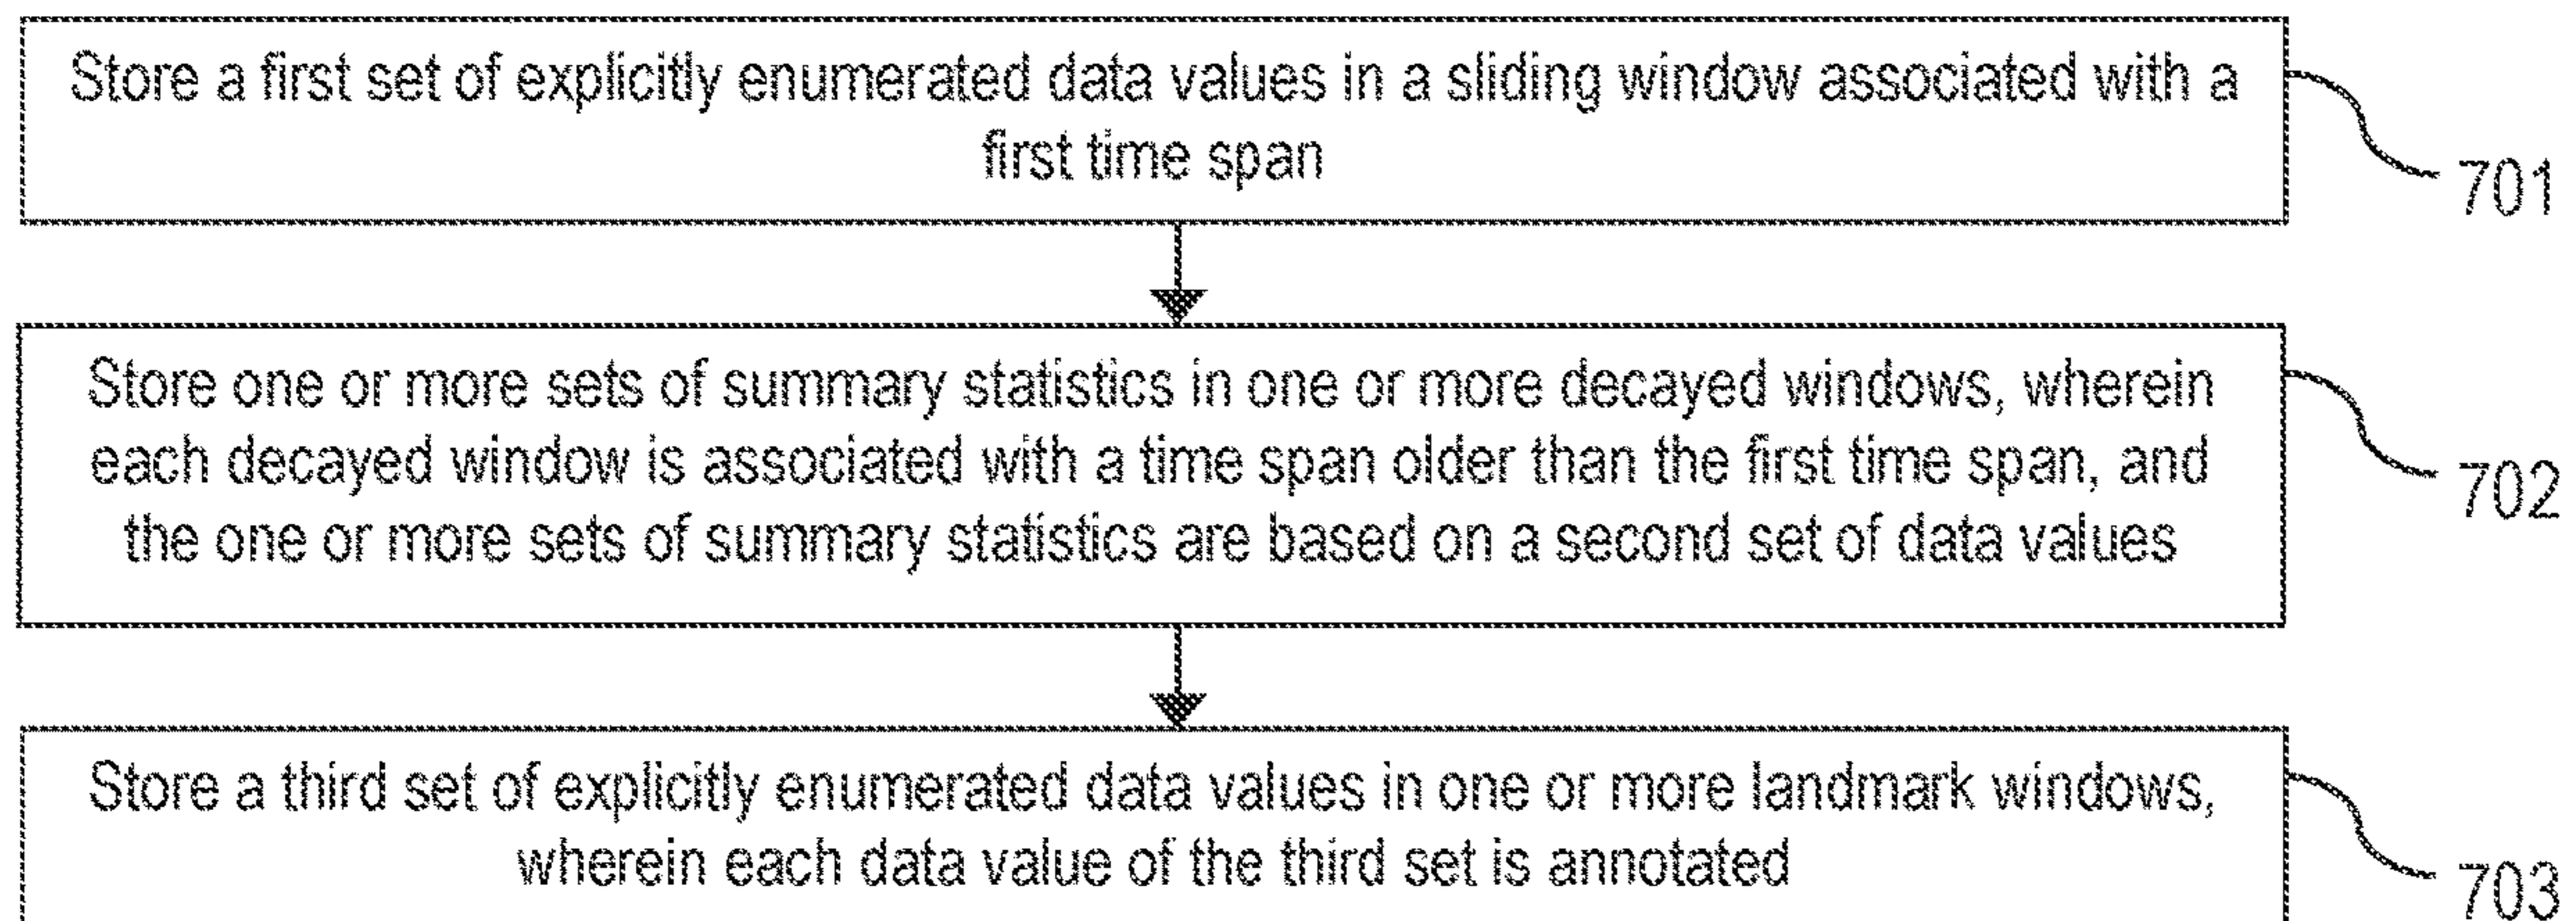 Store a first set of explicitly enumerated data values in a sliding window associated with a
first time span
701
Store one or more sets of summary statistics in one or more decayed windows, wherein
each decayed window is associated with a time span older than the first time span, and
the one or more sets of summary statistics are based on a second set of data values
702
Store a third set of explicitly enumerated data values in one or more landmark windows,
wherein each data value of the third set is annotated
703